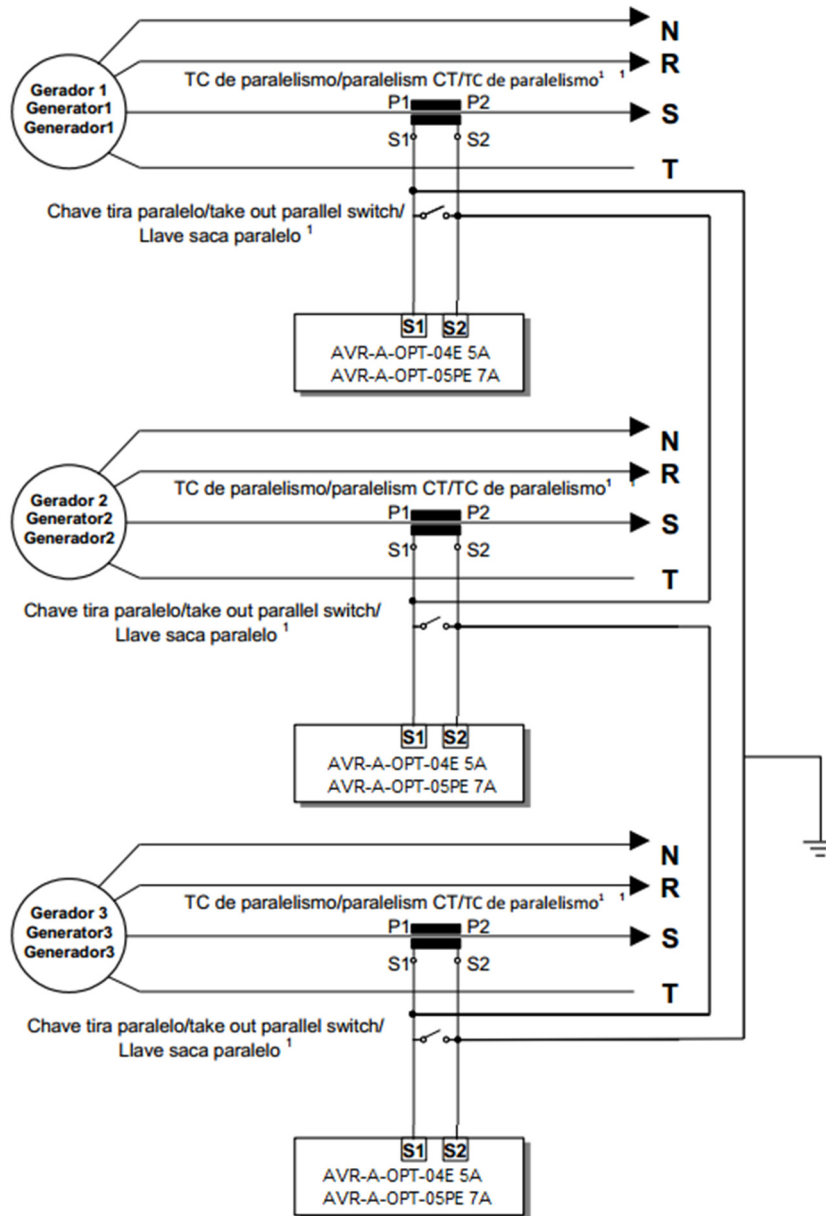 N
Gerador 1
Generator1
Generador1
R
TC de paralelismo/paralelism CT/TC de paralelismo¹ ¹
P1 P2
S
S1 S2
T
Chave tira paralelo/take out parallel switch/
Llave saca paralelo ¹
S1 S2
AVR-A-OPT-04E 5A
AVR-A-OPT-05PE 7A
N
R
Gerador 2
Generator2
Generador2
TC de paralelismo/paralelism CT/TC de paralelismo¹ ¹
P1 P2
S
S1 S2
T
Chave tira paralelo/take out parallel switch/
Llave saca paralelo ¹
S1 S2
AVR-A-OPT-04E 5A
AVR-A-OPT-05PE 7A
N
R
Gerador 3
Generator3
Generador3
TC de paralelismo/paralelism CT/TC de paralelismo¹ ¹
P1 P2
S
S1 S2
T
Chave tira paralelo/take out parallel switch/
Llave saca paralelo ¹
S1 S2
AVR-A-OPT-04E 5A
AVR-A-OPT-05PE 7A